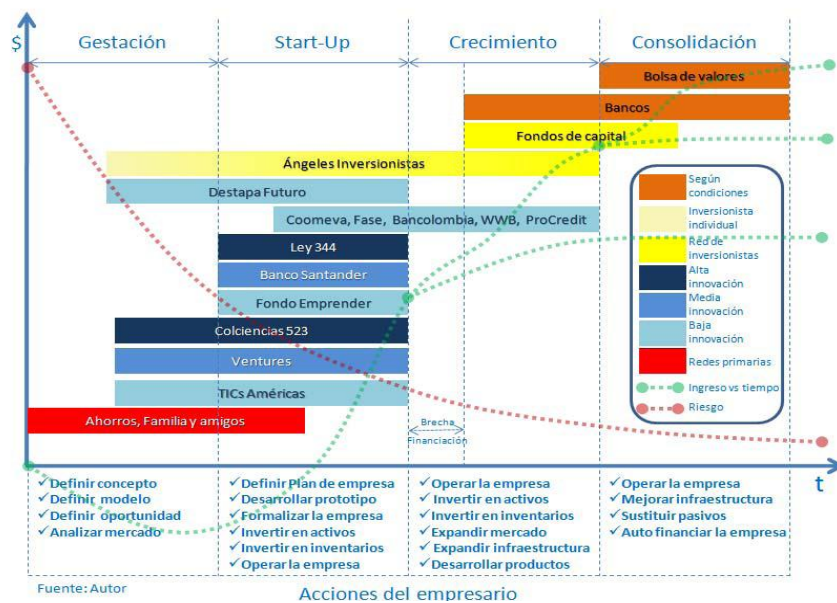 $
Gestación
Start-Up
Crecimiento
Consolidación
Bolsa de valores
Bancos
Fondos de capital
Ángeles Inversionistas
Destapa Futuro
Coomeva, Fase, Bancolombia, WWB, ProCredit
Ley 344
Banco Santander
Fondo Emprender
Colciencias 523
Ventures
TICs Américas
Ahorros, Familia y amigos
Brecha
Financiación
Según
condiciones
Inversionista
individual
Red de
inversionistas
Alta
innovación
Media
innovación
Baja
innovación
Redes primarias
Ingreso vs tiempo
Riesgo
t
✓Definir concepto
✓Definir modelo
✓Definir oportunidad
✓Analizar mercado
✓Definir Plan de empresa
✓Desarrollar prototipo
✓Formalizar la empresa
✓Invertir en activos
✓Invertir en inventarios
✓Operar la empresa
✓Operar la empresa
✓Invertir en activos
✓Invertir en inventarios
✓Expandir mercado
✓Expandir infraestructura
✓Desarrollar productos
✓Operar la empresa
✓Mejorar infraestructura
✓Sustituir pasivos
✓Auto financiar la empresa
Fuente: Autor
Acciones del empresario